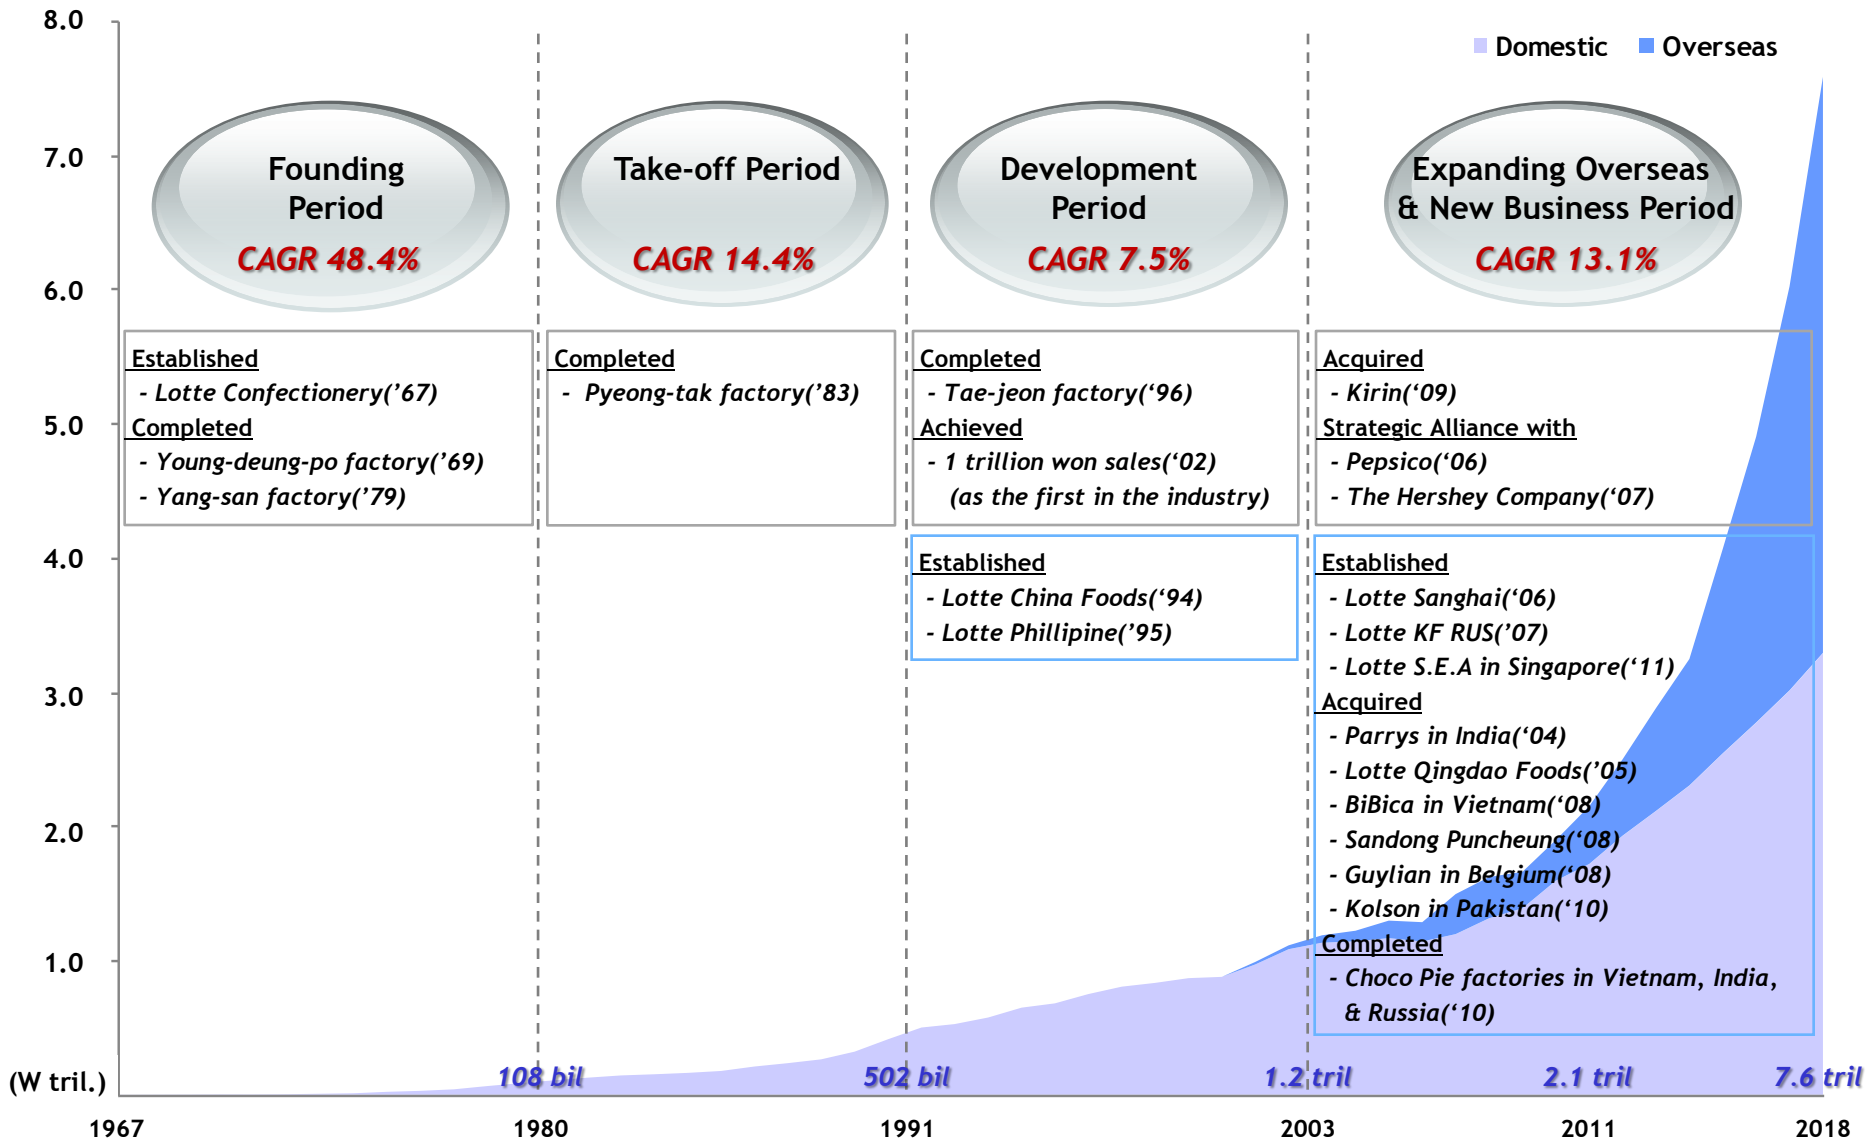 8.0
7.0
6.0
5.0
4.0
3.0
2.0
1.0
(W tril.)
Domestic
Overseas
Founding
Period
CAGR 48.4%
Take-off Period
CAGR 14.4%
Development
Period
CAGR 7.5%
Expanding Overseas
& New Business Period
CAGR 13.1%
Established
- Lotte Confectionery(’67)
Completed
- Young-deung-po factory(’69)
- Yang-san factory(’79)
Completed
- Pyeong-tak factory(’83)
Completed
- Tae-jeon factory(‘96)
Achieved
- 1 trillion won sales(‘02)
(as the first in the industry)
Established
- Lotte China Foods(‘94)
- Lotte Phillipine(’95)
Acquired
- Kirin(‘09)
Strategic Alliance with
- Pepsico(‘06)
- The Hershey Company(‘07)
Established
- Lotte Sanghai(‘06)
- Lotte KF RUS(’07)
- Lotte S.E.A in Singapore(‘11)
Acquired
- Parrys in India(‘04)
- Lotte Qingdao Foods(’05)
- BiBica in Vietnam(‘08)
- Sandong Puncheung(‘08)
- Guylian in Belgium(‘08)
- Kolson in Pakistan(‘10)
Completed
- Choco Pie factories in Vietnam, India,
& Russia(‘10)
108 bil
502 bil
1.2 tril
2.1 tril
7.6 tril
1967
1980
1991
2003
2011
2018